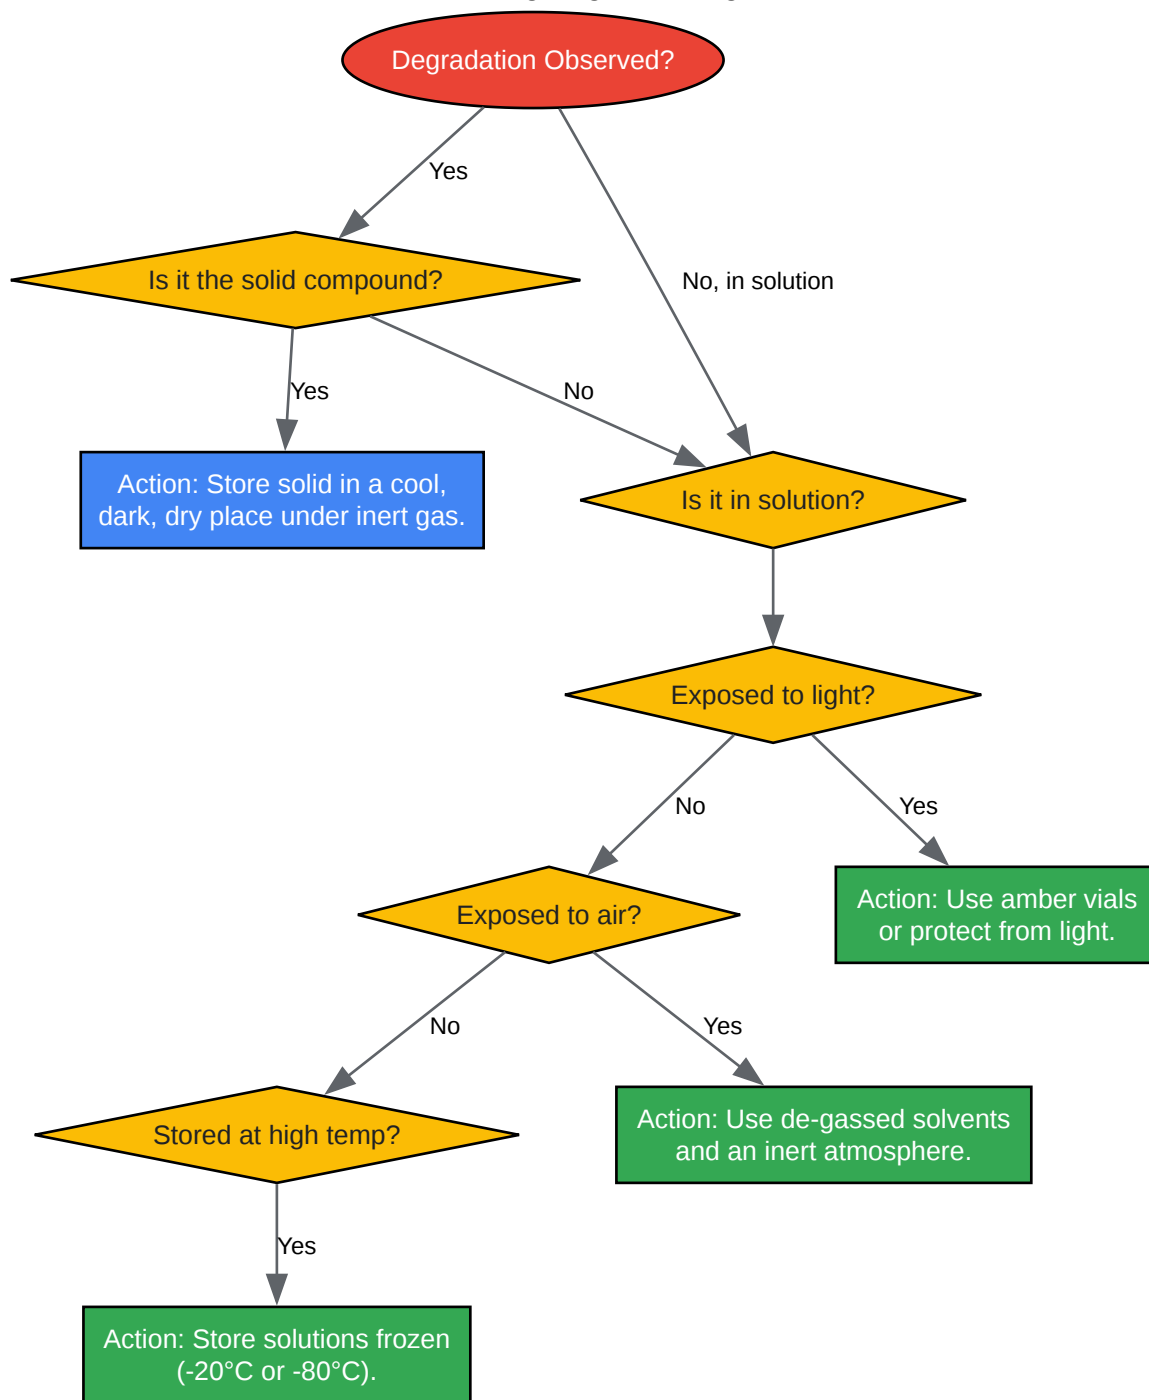 Degradation Observed?
Yes
Is it the solid compound?
No, in solution
Yes
No
Action: Store solid in a cool,
dark, dry place under inert gas.
Is it in solution?
Exposed to light?
No
Yes
Action: Use amber vials
or protect from light.
Exposed to air?
No
Yes
Action: Use de-gassed solvents
and an inert atmosphere.
Stored at high temp?
Yes
Action: Store solutions frozen
(-20°C or -80°C).